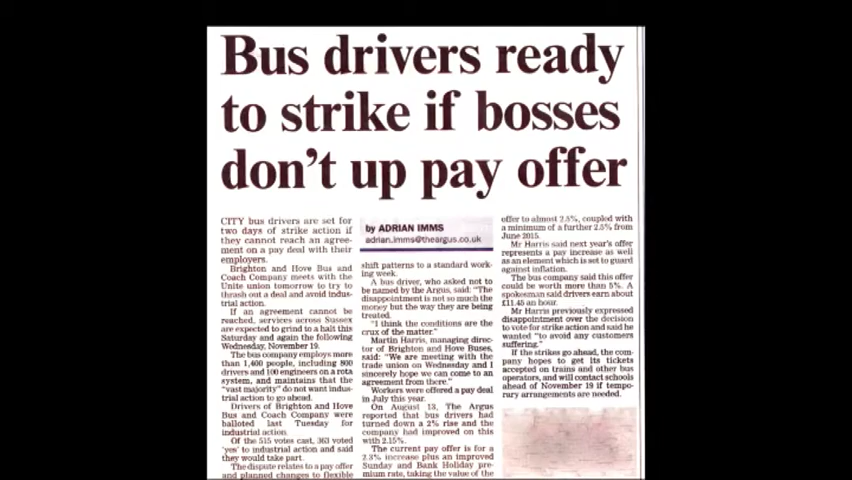 Bus drivers ready
to strike if bosses
don't up pay offer
CITY bus drivers are set for
two days of strike action if
they cannot reach an agree-
ment on a pay deal with their
employers.
Brighton and Hove Bus and
Coach Company meets with the
Unite union tomorrow to try to
thrash out a deal and avoid indus-
trial action.
If an agreement cannot be
reached, services across Sussex
are expected to grind to a halt this
Saturday and again the following
Wednesday, November 19.
The bus company employs more
than 1,400 people, including 800
drivers and 100 engineers on a rota
system, and maintains that the
"vast majority" do not want indus-
trial action to go ahead.
Drivers of Brighton and Hove
Bus and Coach Company were
balloted last Tuesday for
industrial action.
Of the 515 votes cast, 363 voted
'yes' to industrial action and said
they would take part.
The dispute relates to a pay offer
and planned changes to flexible
by ADRIAN IMMS
adrian.imms@theargus.co.uk
shift patterns to a standard work-
ing week.
A bus driver, who asked not to
be named by the Argus, said: "The
disappointment is not so much the
money but the way they are being
treated.
"I think the conditions are the
crux of the matter."
Martin Harris, managing direc-
tor of Brighton and Hove Buses,
said: "We are meeting with the
trade union on Wednesday and I
sincerely hope we can come to an
agreement from there."
Workers were offered a pay deal
in July this year.
On August 13, The Argus
reported that bus drivers had
turned down a 2% rise and the
company had improved on this
with 2.15%.
The current pay offer is for a
2.3% increase plus an improved
Sunday and Bank Holiday pre-
mium rate, taking the value of the
offer to almost 2.5%, coupled with
a minimum of a further 2.5% from
June 2015.
Mr Harris said next year's offer
represents a pay increase as well
as an element which is set to guard
against inflation.
The bus company said this offer
could be worth more than 5%. A
spokesman said drivers earn about
£11.45 an hour.
Mr Harris previously expressed
disappointment over the decision
to vote for strike action and said he
wanted "to avoid any customers
suffering."
If the strikes go ahead, the com-
pany hopes to get its tickets
accepted on trains and other bus
operators, and will contact schools
ahead of November 19 if tempo-
rary arrangements are needed.